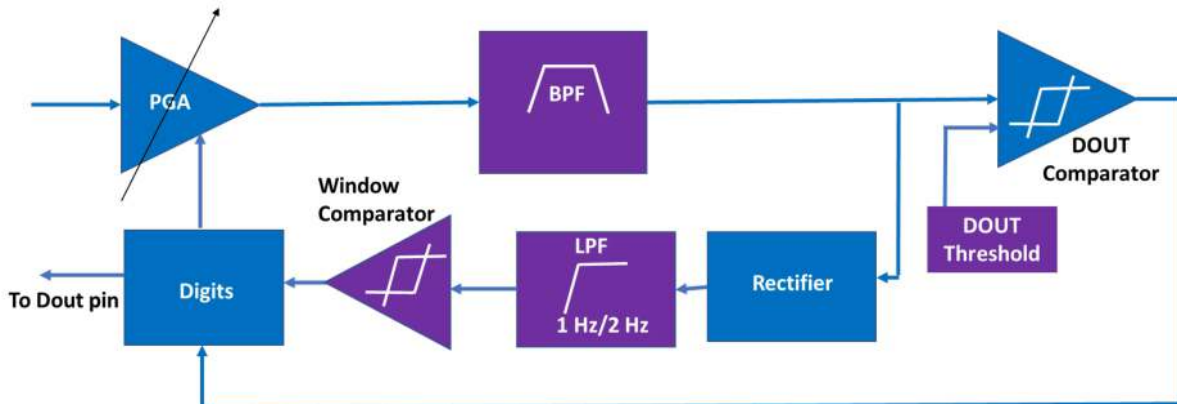 PGA
BPF
DOUT
Comparator
Window
Comparator
DOUT
Threshold
LPF
1 Hz/2 Hz
Rectifier
Digits
To Dout pin